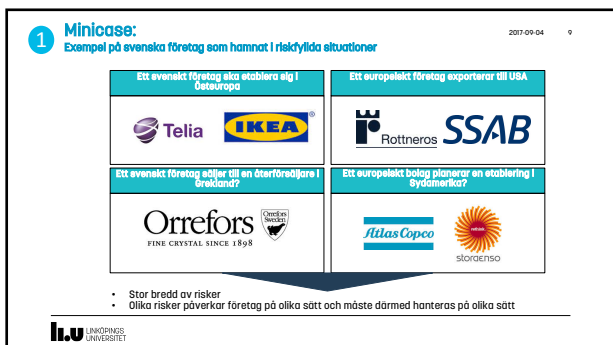 1
Minicase:
Exempel på svenska företag som hamnat i riskfyllda situationer
2017-09-04
9
Ett svenskt företag ska etablera sig i
Östeuropa
Ett europeiskt företag exporterar till USA
Telia
IKEA
®
r
Rottneros
SSAB
Ett svenskt företag säljer till en återförsäljare i
Grekland?
Ett europeiskt bolag planerar en etablering i
Sydamerika?
Orrefors
FINE CRYSTAL SINCE 1898
Orrefors
Sweden
Atlas Copco
storaenso
• Stor bredd av risker
• Olika risker påverkar företag på olika sätt och måste därmed hanteras på olika sätt
LiU LINKÖPINGS
UNIVERSITET